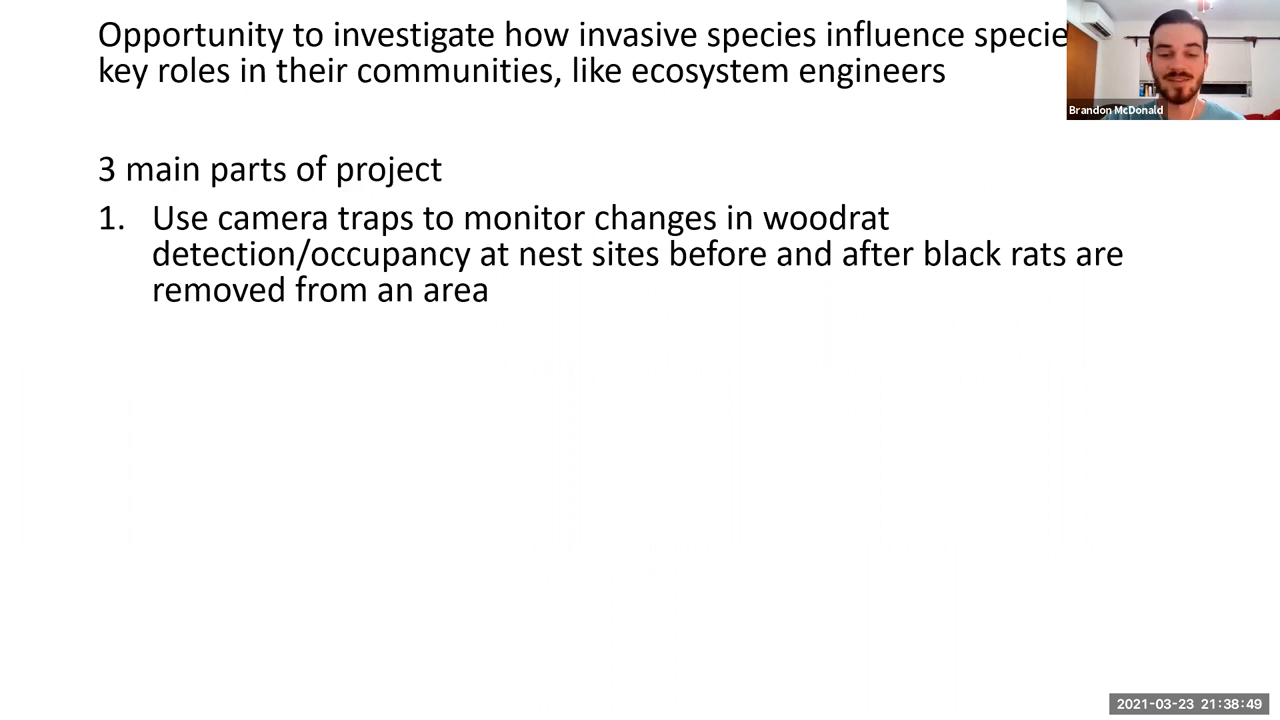 Opportunity to investigate how invasive species influence
key roles in their communities, like ecosystem engineers
Brandon McDonald
3 main parts of project
1. Use camera traps to monitor changes in woodrat
detection/occupancy at nest sites before and after black rats are
removed from an area
2021-03-23 21:38:49